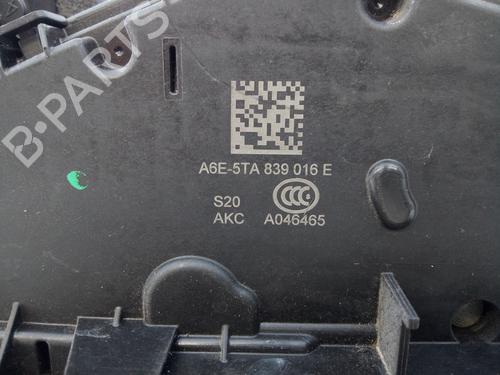 B-PARTS
A6E-5TA 839 016 E
S20
CCC
AKC A046465